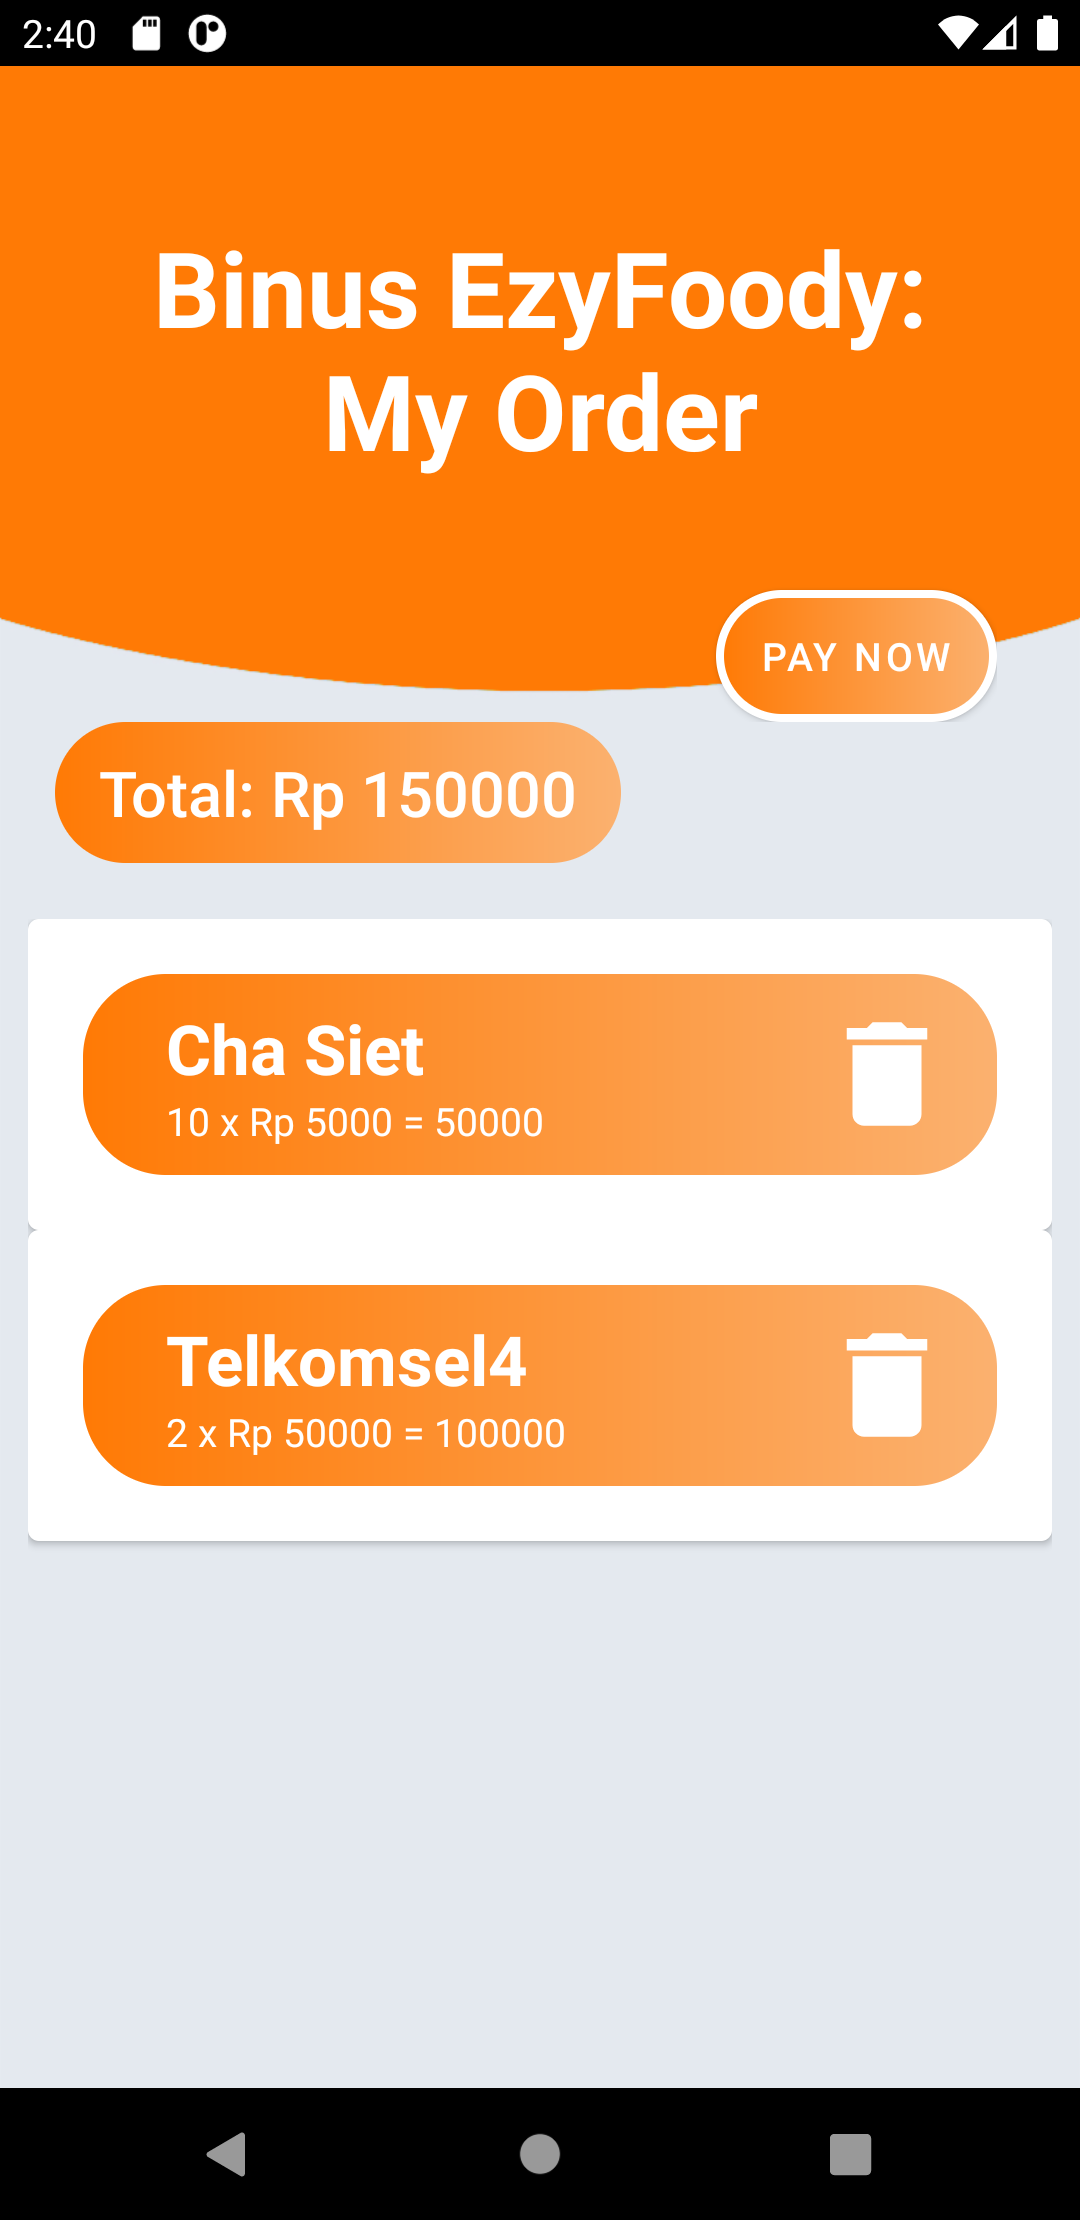 2:40
Binus EzyFoody:
My Order
PAY NOW
Total: Rp 150000
Cha Siet
10 x Rp 5000 = 50000
Telkomsel4
2 x Rp 50000 = 100000